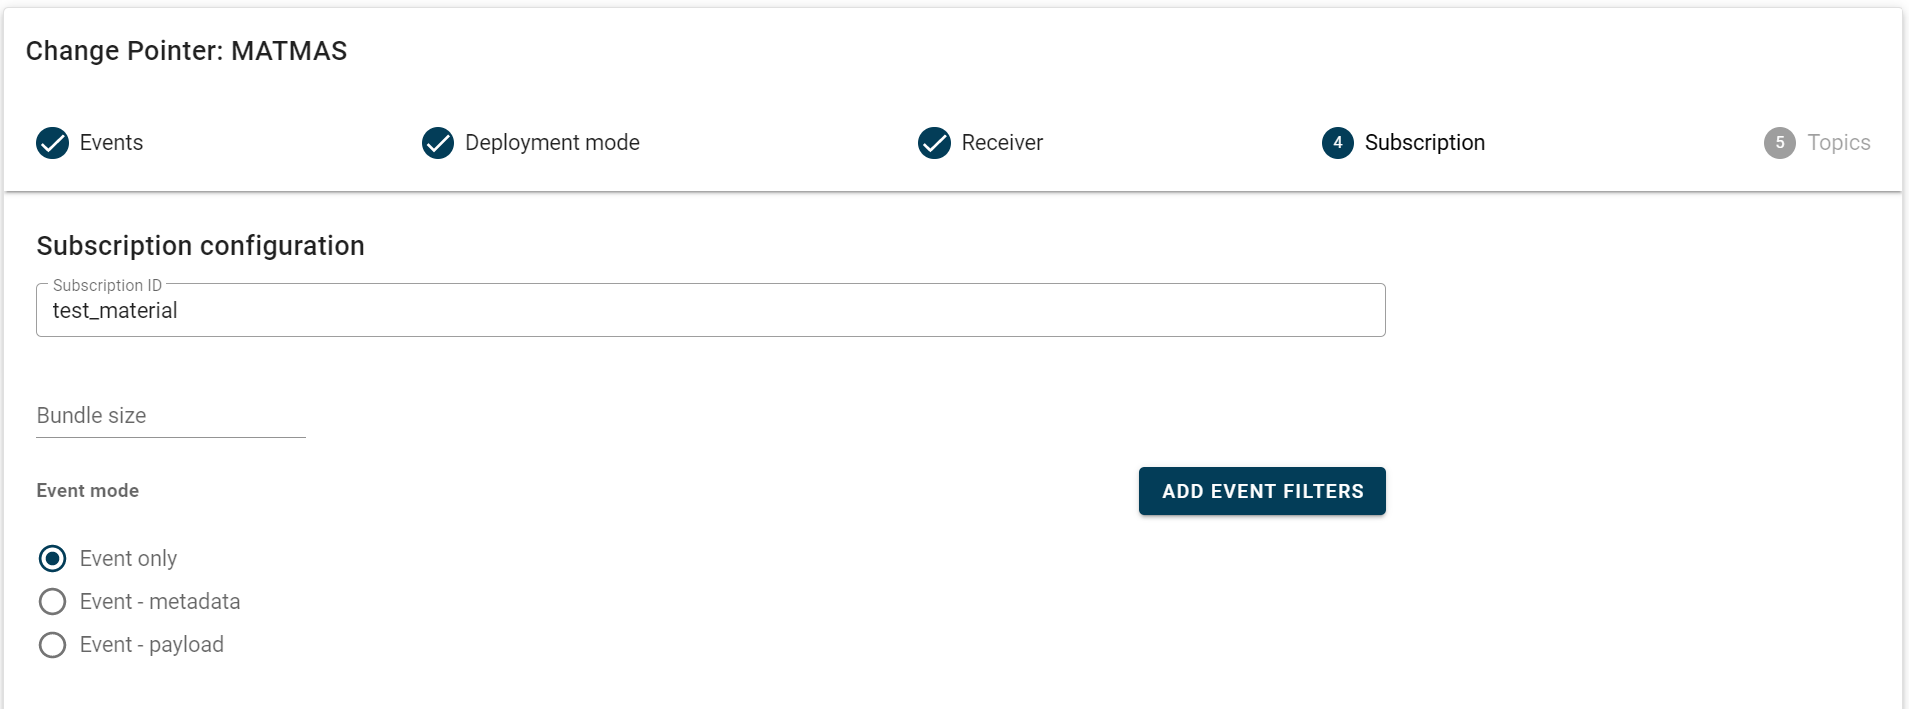 Change Pointer: MATMAS
Events
Deployment mode
Receiver
4 Subscription
5 Topics
Subscription configuration
Subscription ID
test_material
Bundle size
Event mode
ADD EVENT FILTERS
Event only
Event - metadata
Event - payload